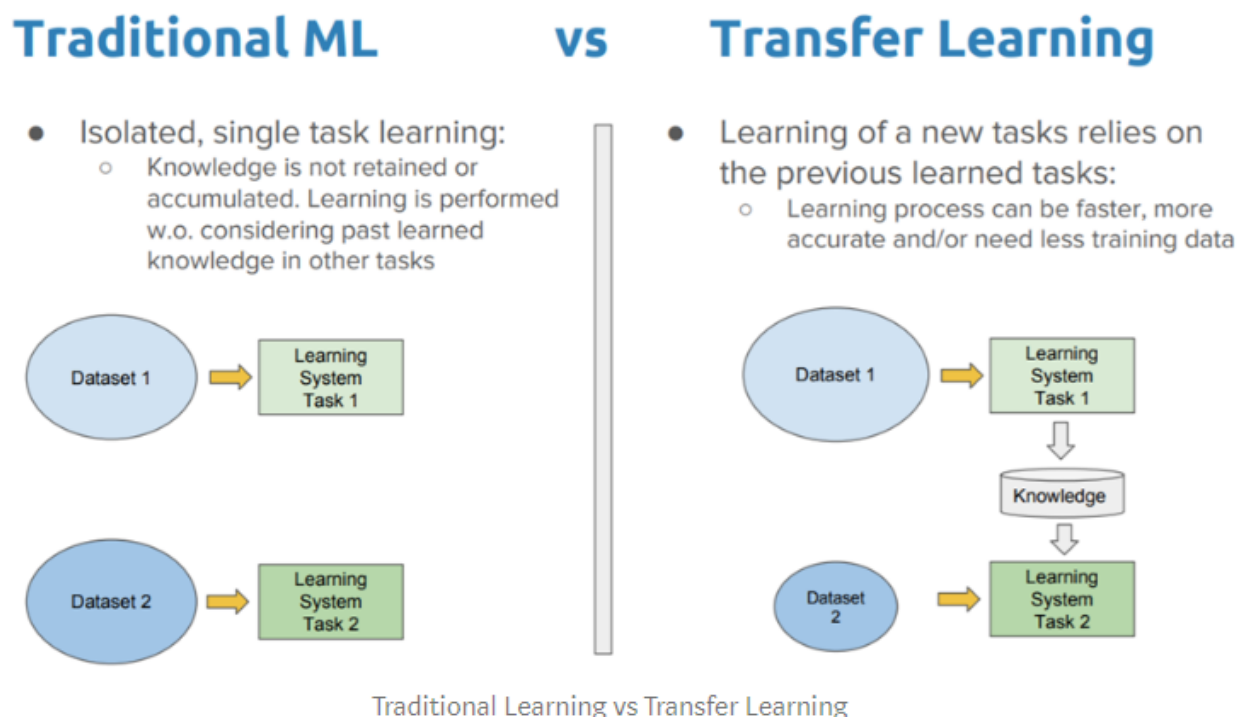 Traditional ML vs Transfer Learning
● Isolated, single task learning:
○ Knowledge is not retained or
accumulated. Learning is performed
w.o. considering past learned
knowledge in other tasks
Dataset 1
Learning
System
Task 1
Dataset 2
Learning
System
Task 2
● Learning of a new tasks relies on
the previous learned tasks:
○ Learning process can be faster, more
accurate and/or need less training data
Dataset 1
Learning
System
Task 1
Knowledge
Dataset
2
Learning
System
Task 2
Traditional Learning vs Transfer Learning